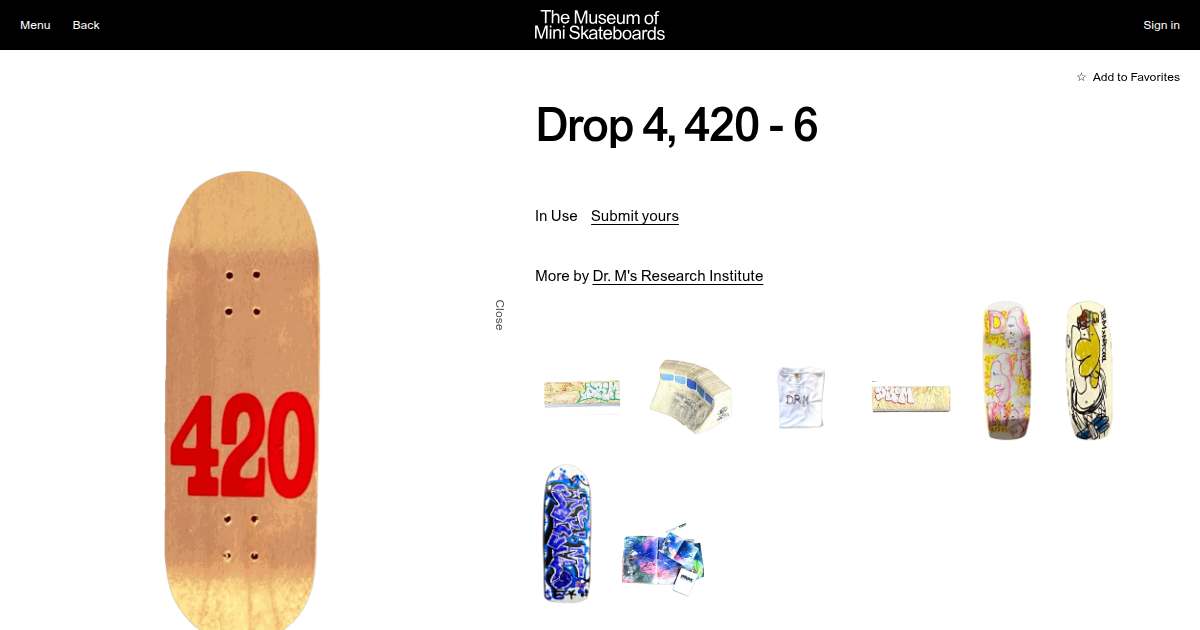 Menu
Back
The Museum of
Mini Skateboards
Sign in
☆ Add to Favorites
Drop 4, 420 - 6
In Use
Submit yours
More by Dr. M's Research Institute
Close
420
DRM